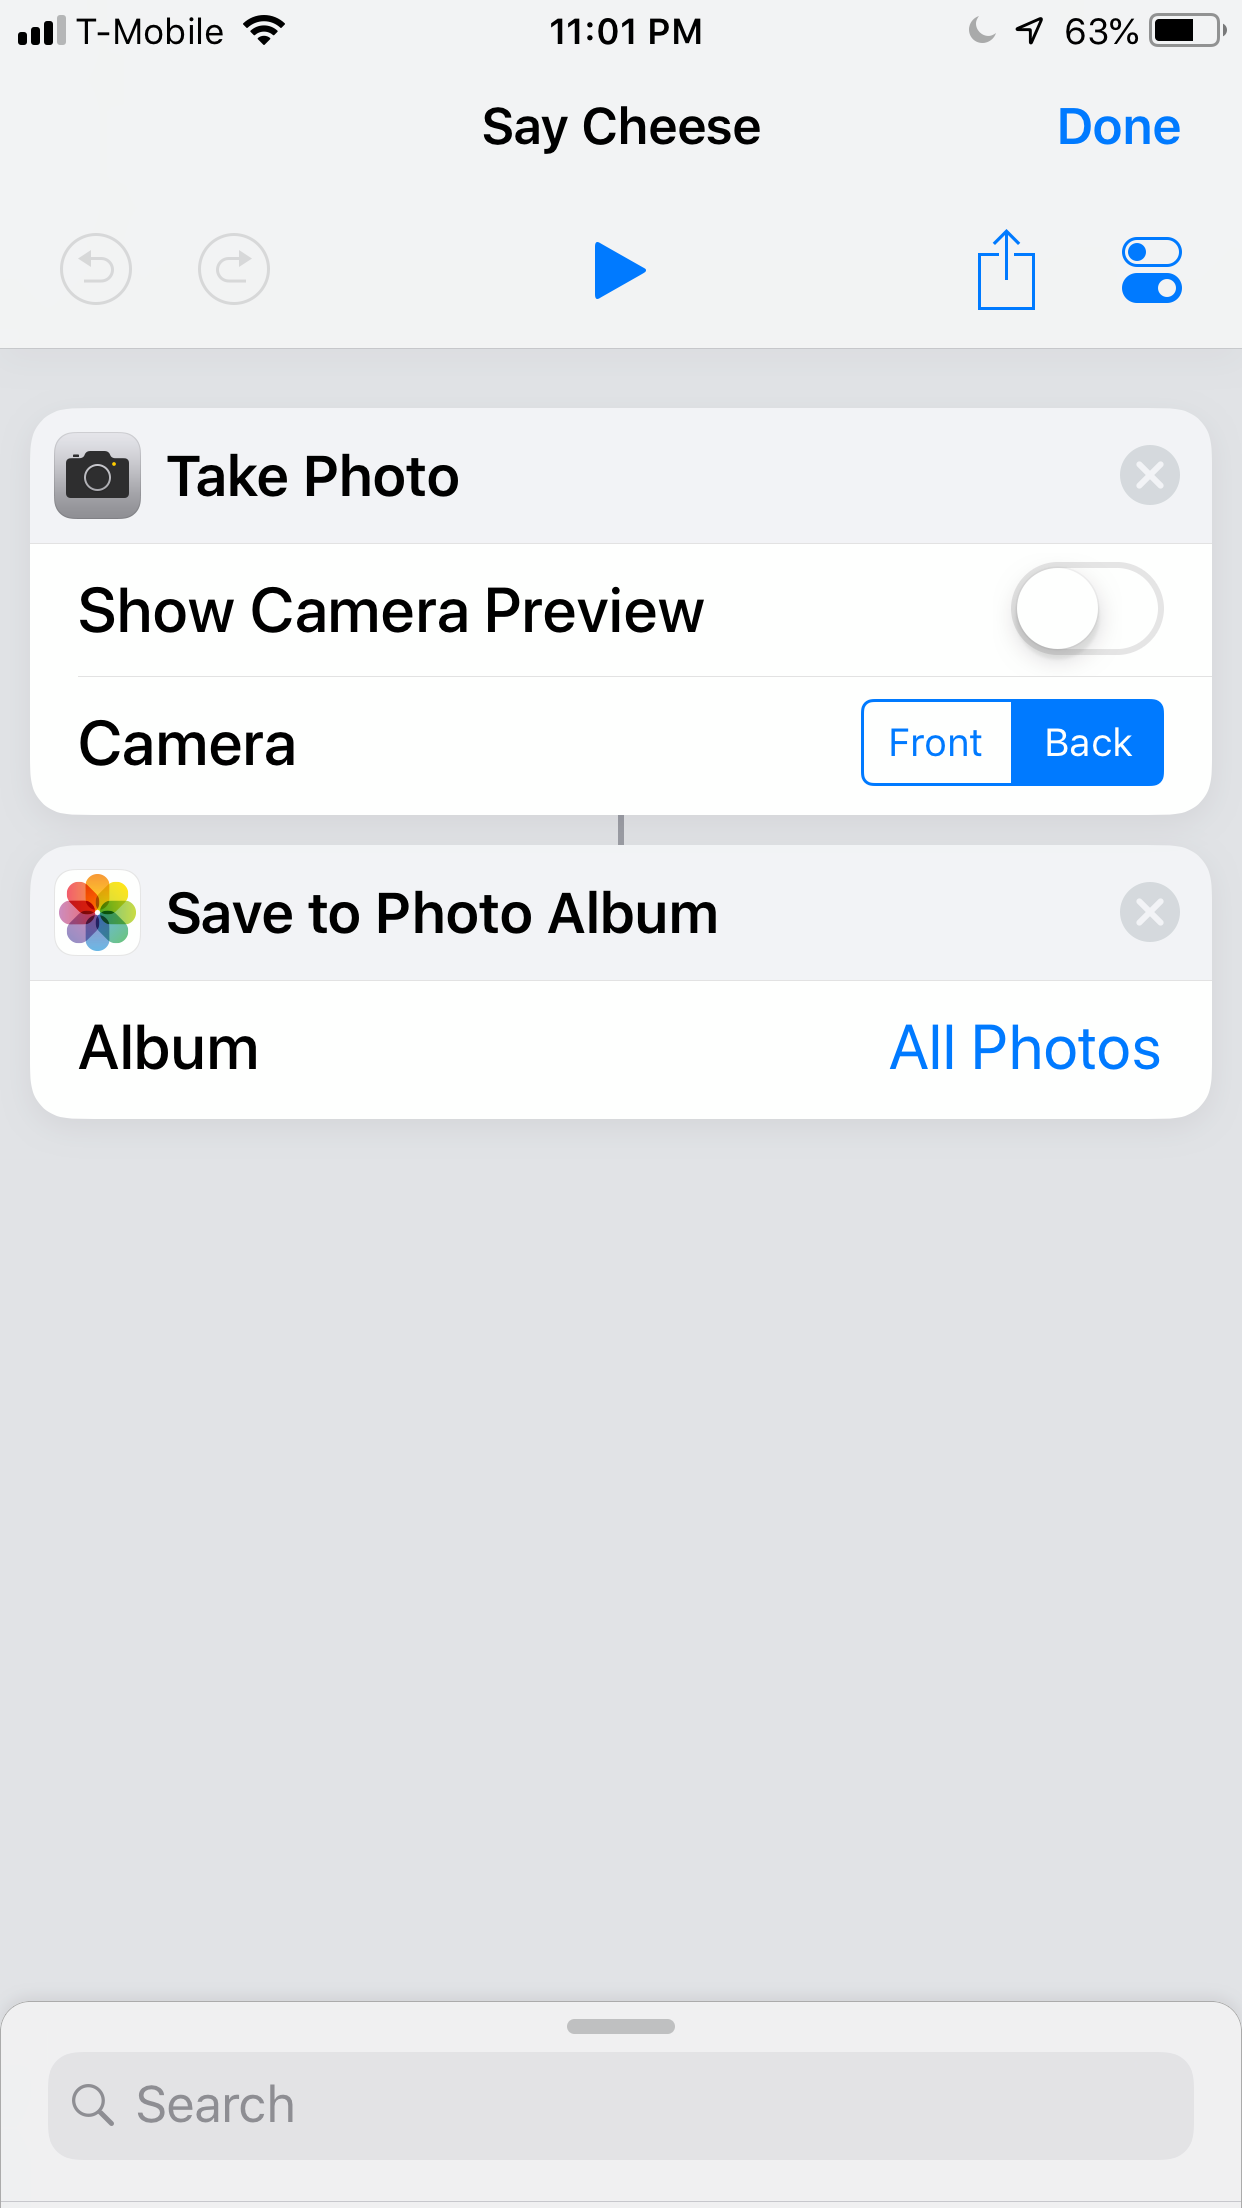 T-Mobile 11:01 PM 63%
Say Cheese Done
Take Photo
Show Camera Preview
Camera Front Back
Save to Photo Album
Album All Photos
Search